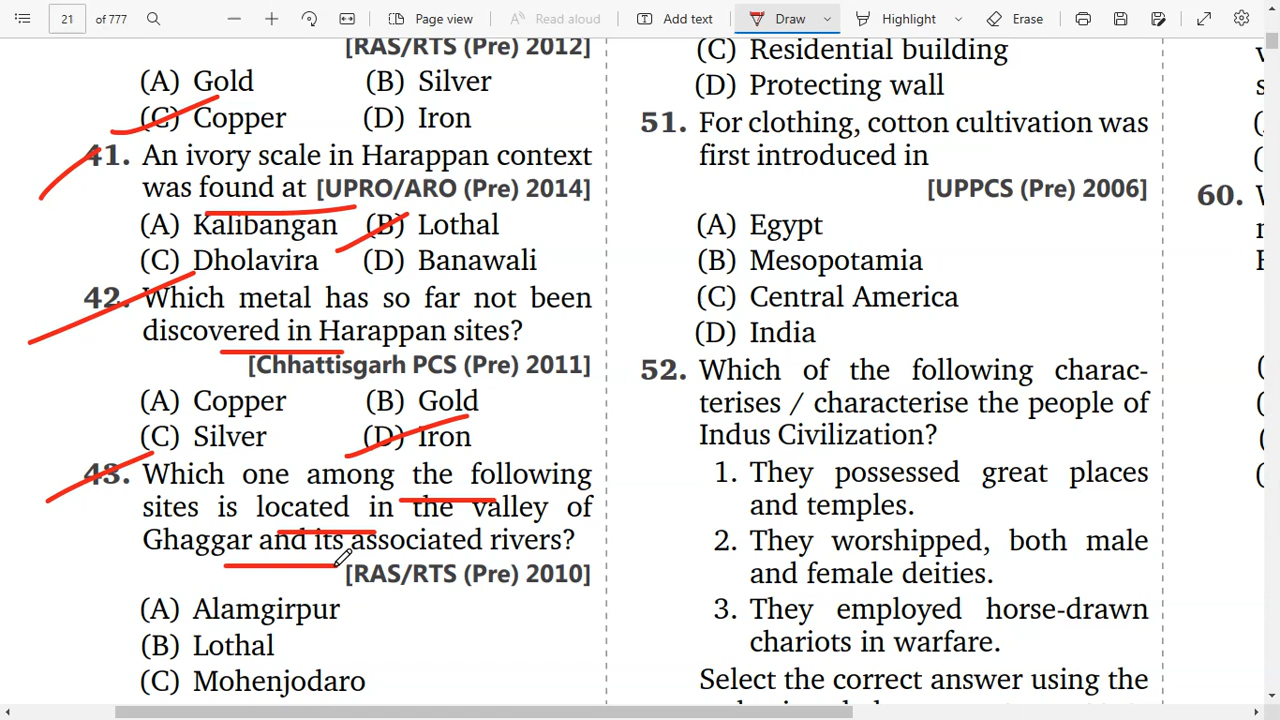 21 of 777 Page view Read aloud Add text Draw Highlight Erase
[RAS/RTS (Pre) 2012]
(A) Gold (B) Silver
(C) Copper (D) Iron
41. An ivory scale in Harappan context
was found at [UPRO/ARO (Pre) 2014]
(A) Kalibangan (B) Lothal
(C) Dholavira (D) Banawali
42. Which metal has so far not been
discovered in Harappan sites?
[Chhattisgarh PCS (Pre) 2011]
(A) Copper (B) Gold
(C) Silver (D) Iron
43. Which one among the following
sites is located in the valley of
Ghaggar and its associated rivers?
[RAS/RTS (Pre) 2010]
(A) Alamgirpur
(B) Lothal
(C) Mohenjodaro
(C) Residential building
(D) Protecting wall
51. For clothing, cotton cultivation was
first introduced in
[UPPCS (Pre) 2006]
(A) Egypt
(B) Mesopotamia
(C) Central America
(D) India
52. Which of the following charac-
terises / characterise the people of
Indus Civilization?
1. They possessed great places
and temples.
2. They worshipped, both male
and female deities.
3. They employed horse-drawn
chariots in warfare.
Select the correct answer using the
60.